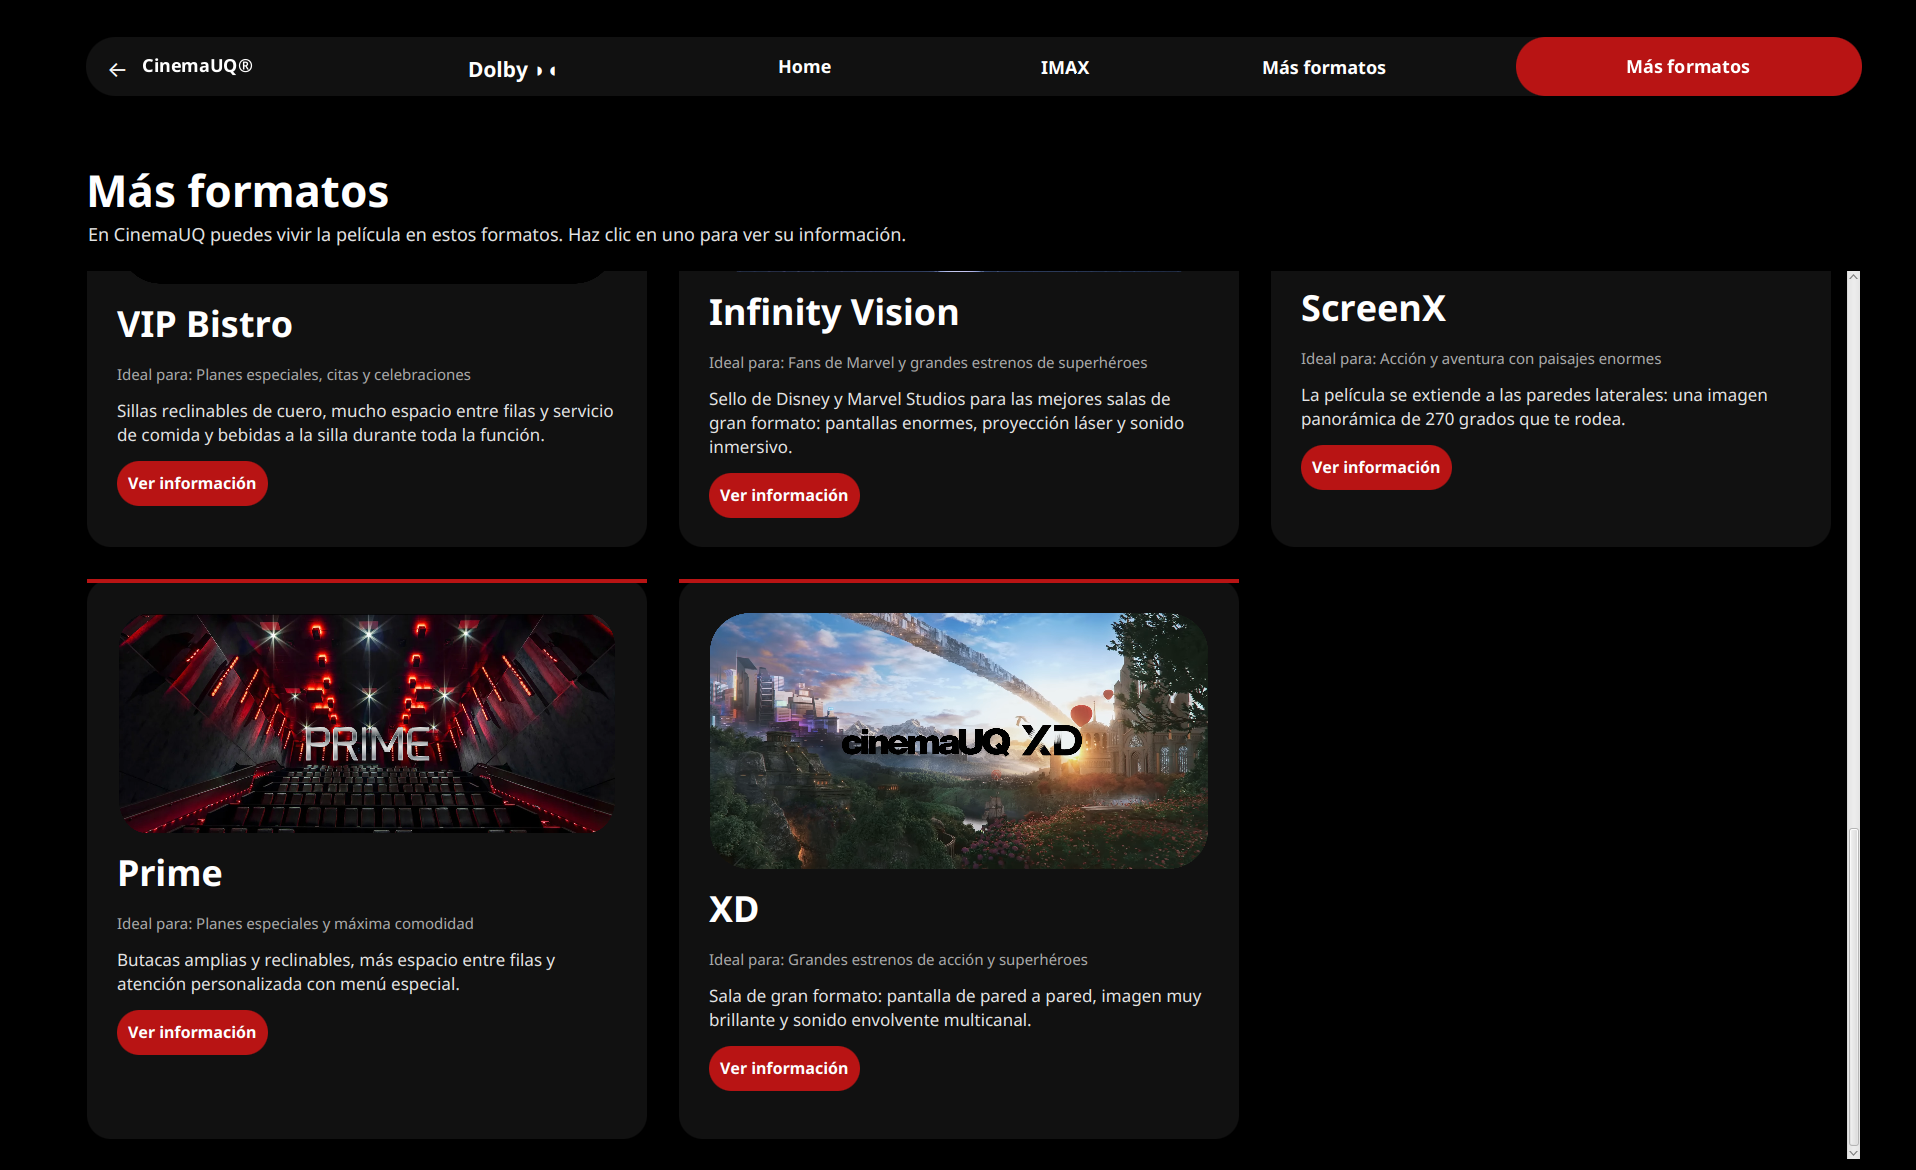 ← CinemaUQ®
Dolby
Home
IMAX
Más formatos
Más formatos
Más formatos
En CinemaUQ puedes vivir la película en estos formatos. Haz clic en uno para ver su información.
VIP Bistro
Ideal para: Planes especiales, citas y celebraciones
Sillas reclinables de cuero, mucho espacio entre filas y servicio
de comida y bebidas a la silla durante toda la función.
Ver información
Infinity Vision
Ideal para: Fans de Marvel y grandes estrenos de superhéroes
Sello de Disney y Marvel Studios para las mejores salas de
gran formato: pantallas enormes, proyección láser y sonido
inmersivo.
Ver información
ScreenX
Ideal para: Acción y aventura con paisajes enormes
La película se extiende a las paredes laterales: una imagen
panorámica de 270 grados que te rodea.
Ver información
PRIME
Prime
Ideal para: Planes especiales y máxima comodidad
Butacas amplias y reclinables, más espacio entre filas y
atención personalizada con menú especial.
Ver información
cinemaUQ XD
XD
Ideal para: Grandes estrenos de acción y superhéroes
Sala de gran formato: pantalla de pared a pared, imagen muy
brillante y sonido envolvente multicanal.
Ver información